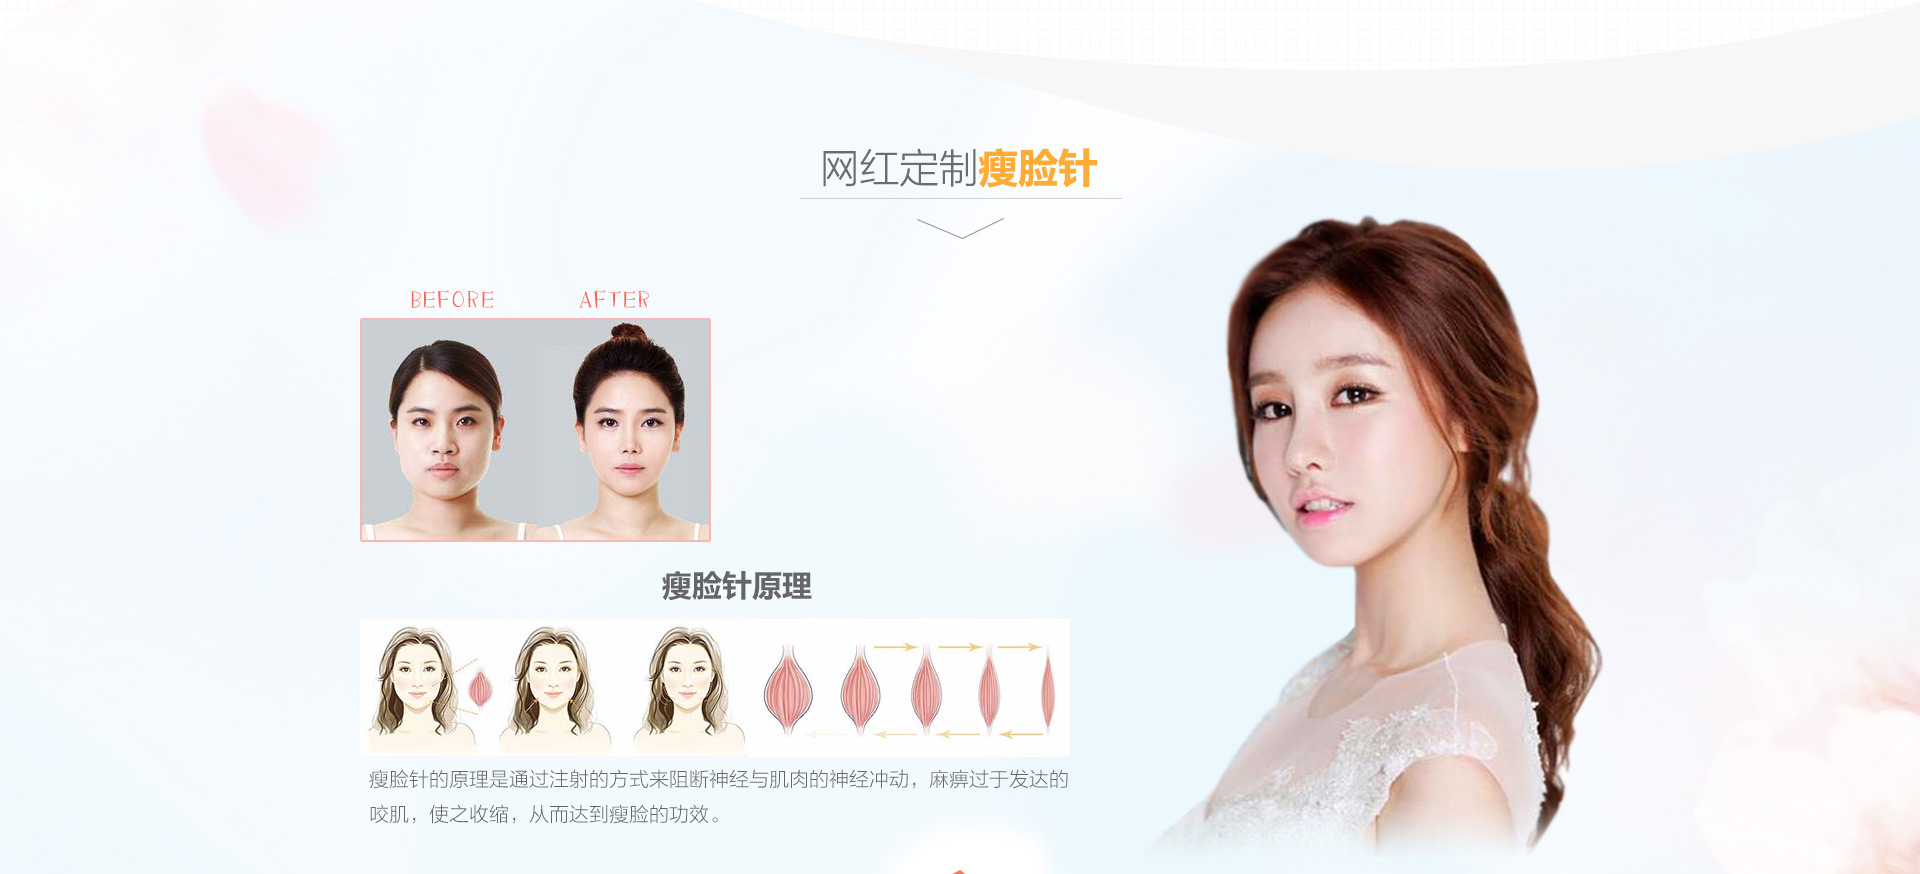 网红定制瘦脸针
BEFORE AFTER
瘦脸针原理
瘦脸针的原理是通过注射的方式来阻断神经与肌肉的神经冲动，麻痹过于发达的
咬肌，使之收缩，从而达到瘦脸的功效。